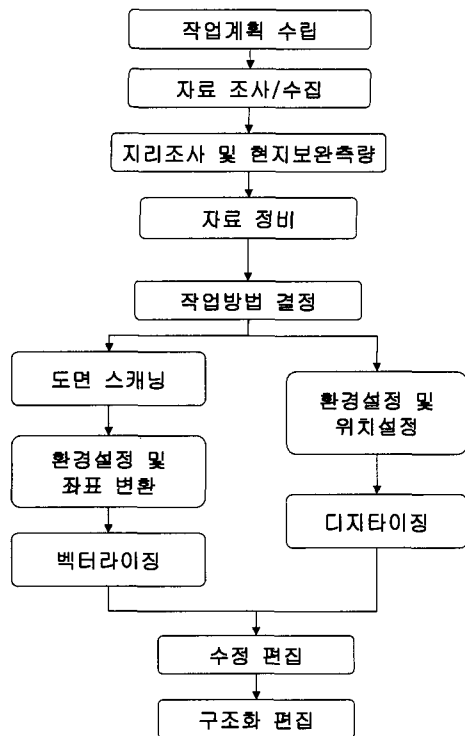 작업계획 수립
자료 조사/수집
지리조사 및 현지보완측량
자료 정비
작업방법 결정
도면 스캐닝
환경설정 및
좌표 변환
벡터라이징
환경설정 및
위치설정
디지타이징
수정 편집
구조화 편집